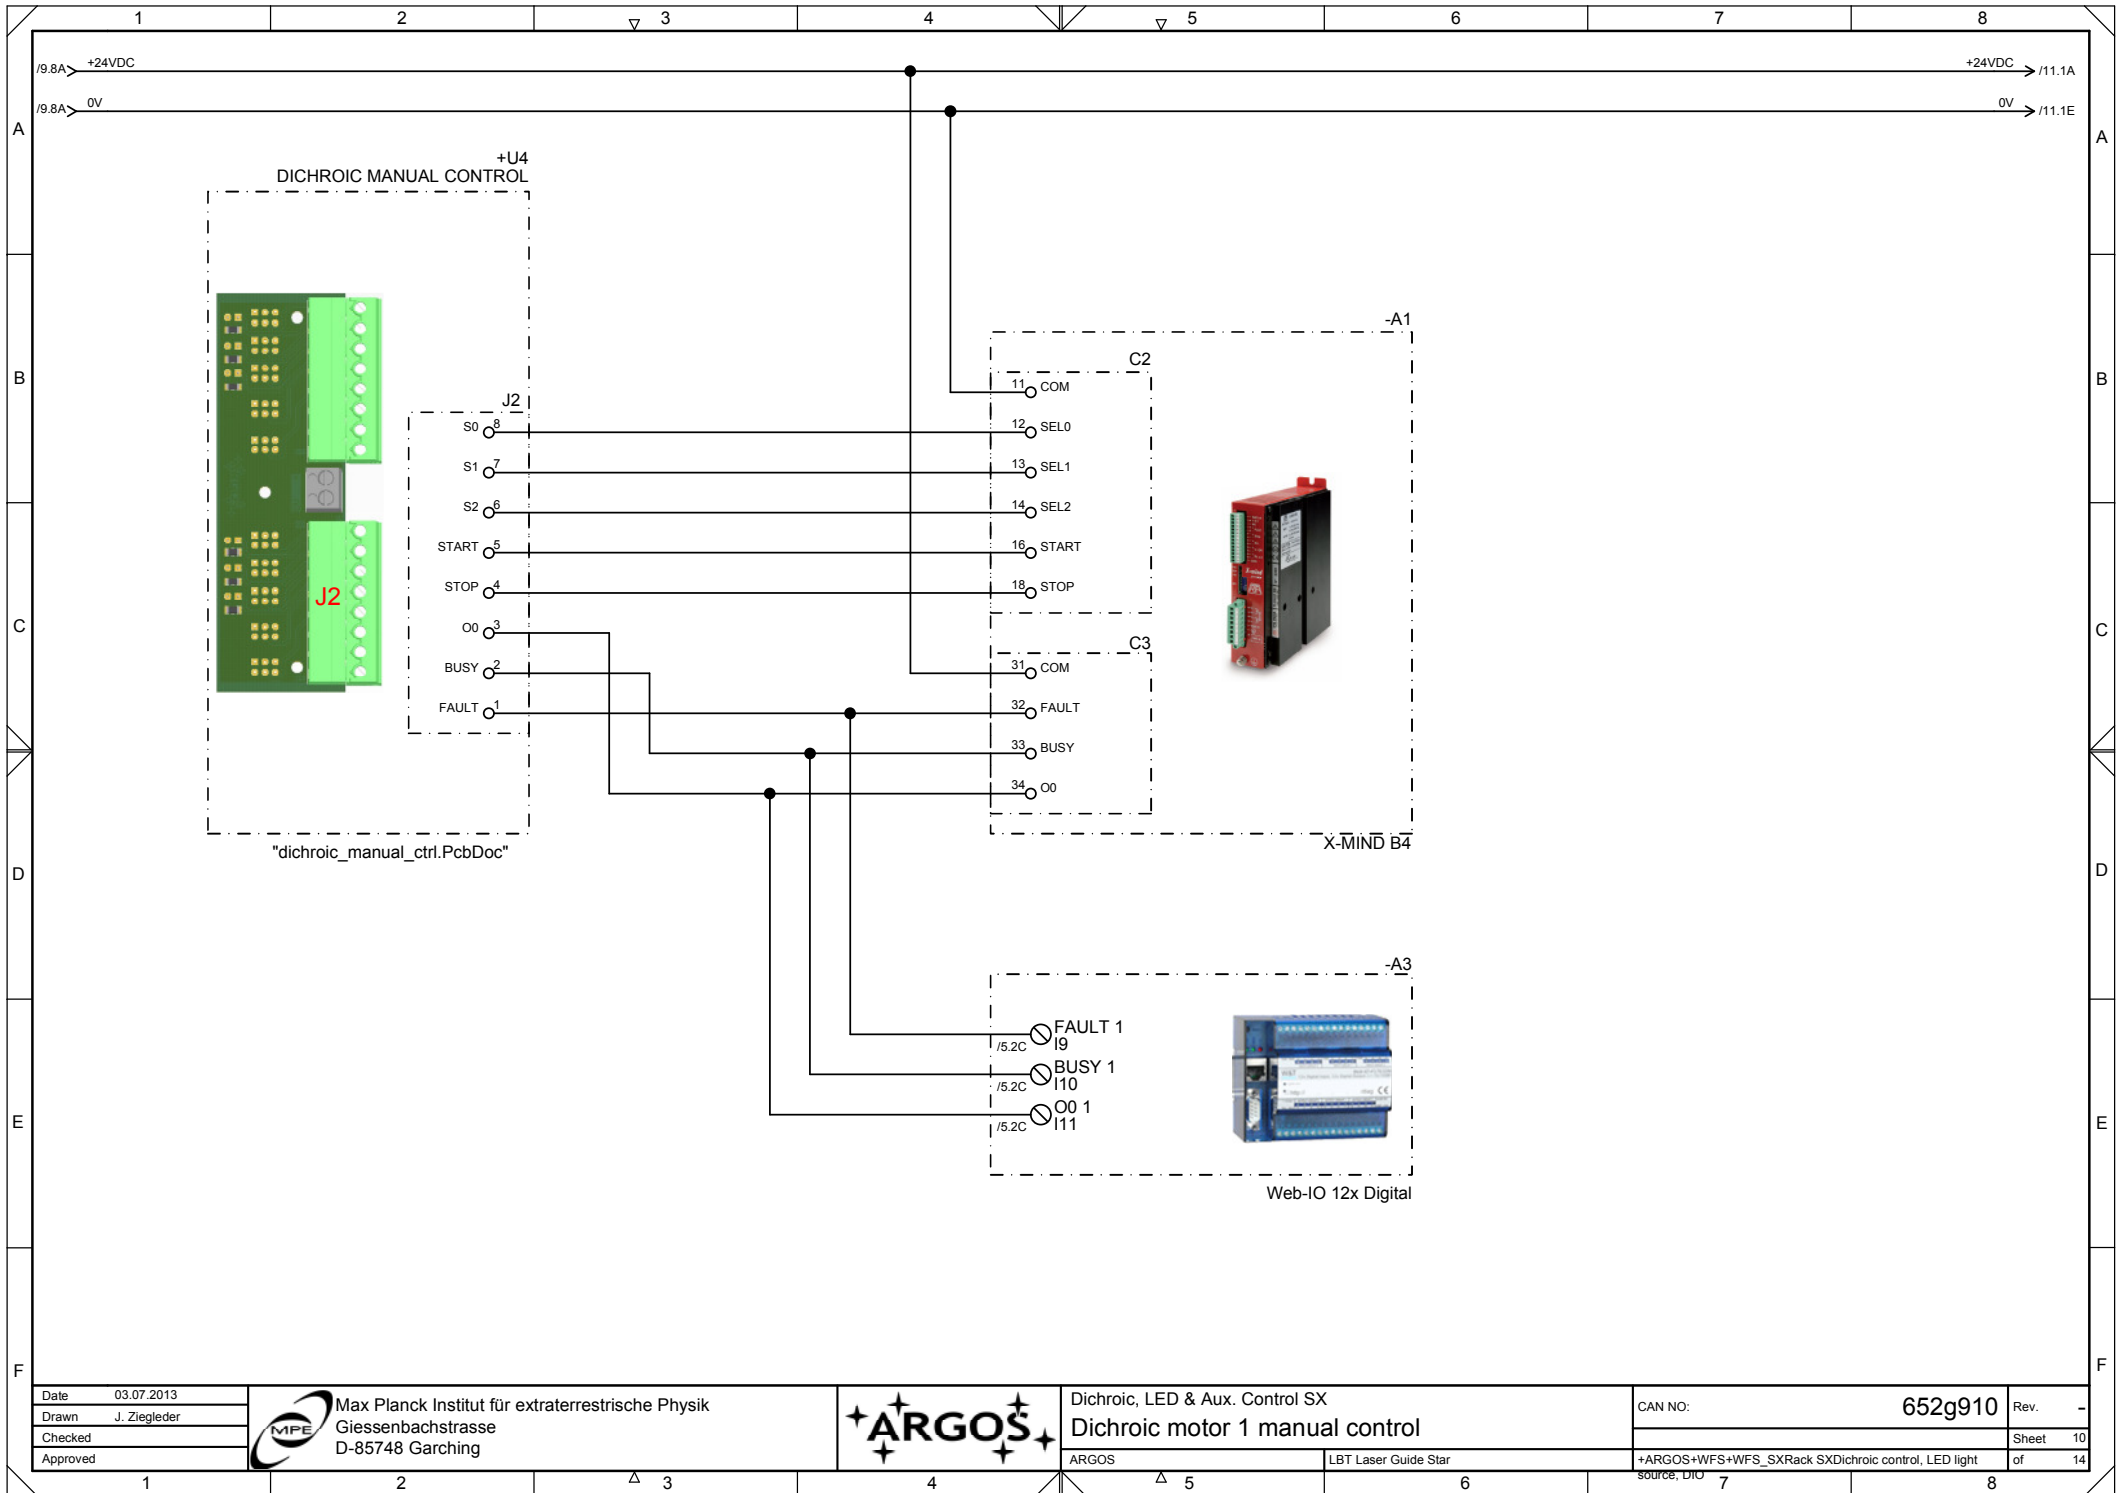 1 2 3 4 5 6 7 8
/9.8A +24VDC +24VDC /11.1A
/9.8A 0V 0V /11.1E
A A
+U4
DICHROIC MANUAL CONTROL
-A1
C2
11 COM
B B
J2
S0 8 12 SEL0
S1 7 13 SEL1
S2 6 14 SEL2
START 5 16 START
STOP 4 18 STOP
J2
C C
O0 3
C3
BUSY 2 31 COM
FAULT 1 32 FAULT
33 BUSY
34 O0
X-MIND B4
"dichroic_manual_ctrl.PcbDoc"
D D
-A3
FAULT 1
/5.2C I9
BUSY 1
/5.2C I10
O0 1
/5.2C I11
E E
Web-IO 12x Digital
F F
Date 03.07.2013
Drawn J. Ziegleder
Checked
Approved
MPE
Max Planck Institut für extraterrestrische Physik
Giessenbachstrasse
D-85748 Garching
ARGOS
Dichroic, LED & Aux. Control SX
Dichroic motor 1 manual control
ARGOS
LBT Laser Guide Star
CAN NO: 652g910
Rev. -
Sheet 10
of 14
+ARGOS+WFS+WFS_SXRack SXDichroic control, LED light
source, DIO
1 2 3 4 5 6 7 8